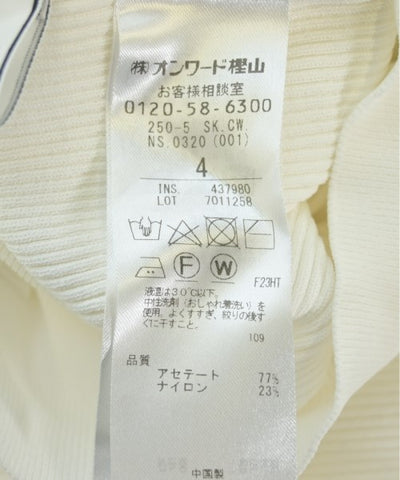 ㈱オンワード樫山
お客様相談室
0120-58-6300
250-5 SK.CW.
NS.0320 (001)
4
INS. 437980
LOT 7011258
F W
F23HT
液温は30℃以下。
中性洗剤(おしゃれ着洗い)を
使用。よくすすぎ、絞りの後す
ぐに干すこと。
109
品質
アセテート 77%
ナイロン 23%
中国製